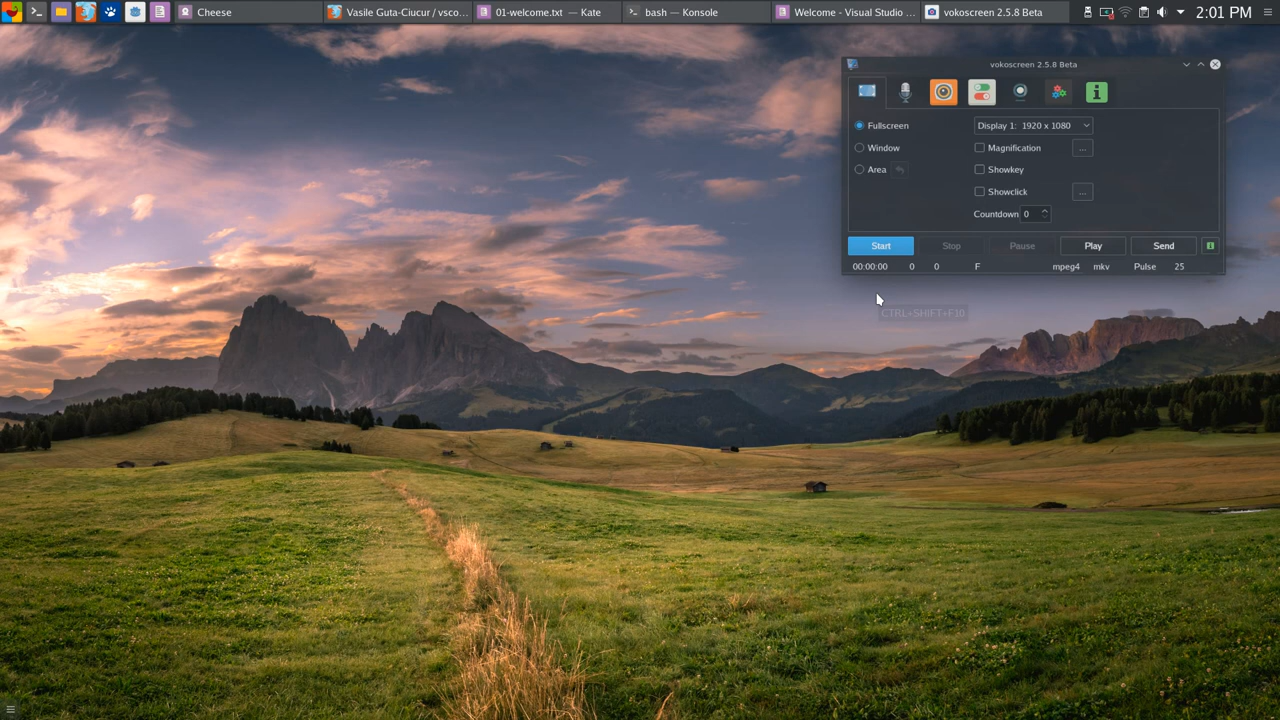 Cheese
Vasile Guta-Ciucur / vsco...
01-welcome.txt — Kate
bash — Konsole
Welcome - Visual Studio ...
vokoscreen 2.5.8 Beta
2:01 PM
vokoscreen 2.5.8 Beta
Fullscreen
Display 1: 1920 x 1080
Window
Magnification
...
Area
Showkey
Showclick
...
Countdown 0
Start Stop Pause Play Send
00:00:00 0 0 F mpeg4 mkv Pulse 25
CTRL+SHIFT+F10